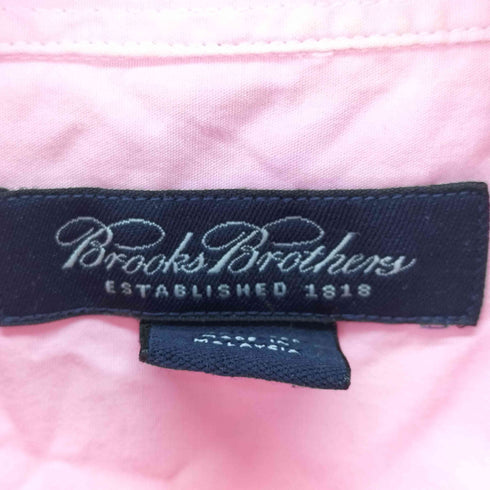 Brooks Brothers
ESTABLISHED 1818
MADE IN
MALAYSIA